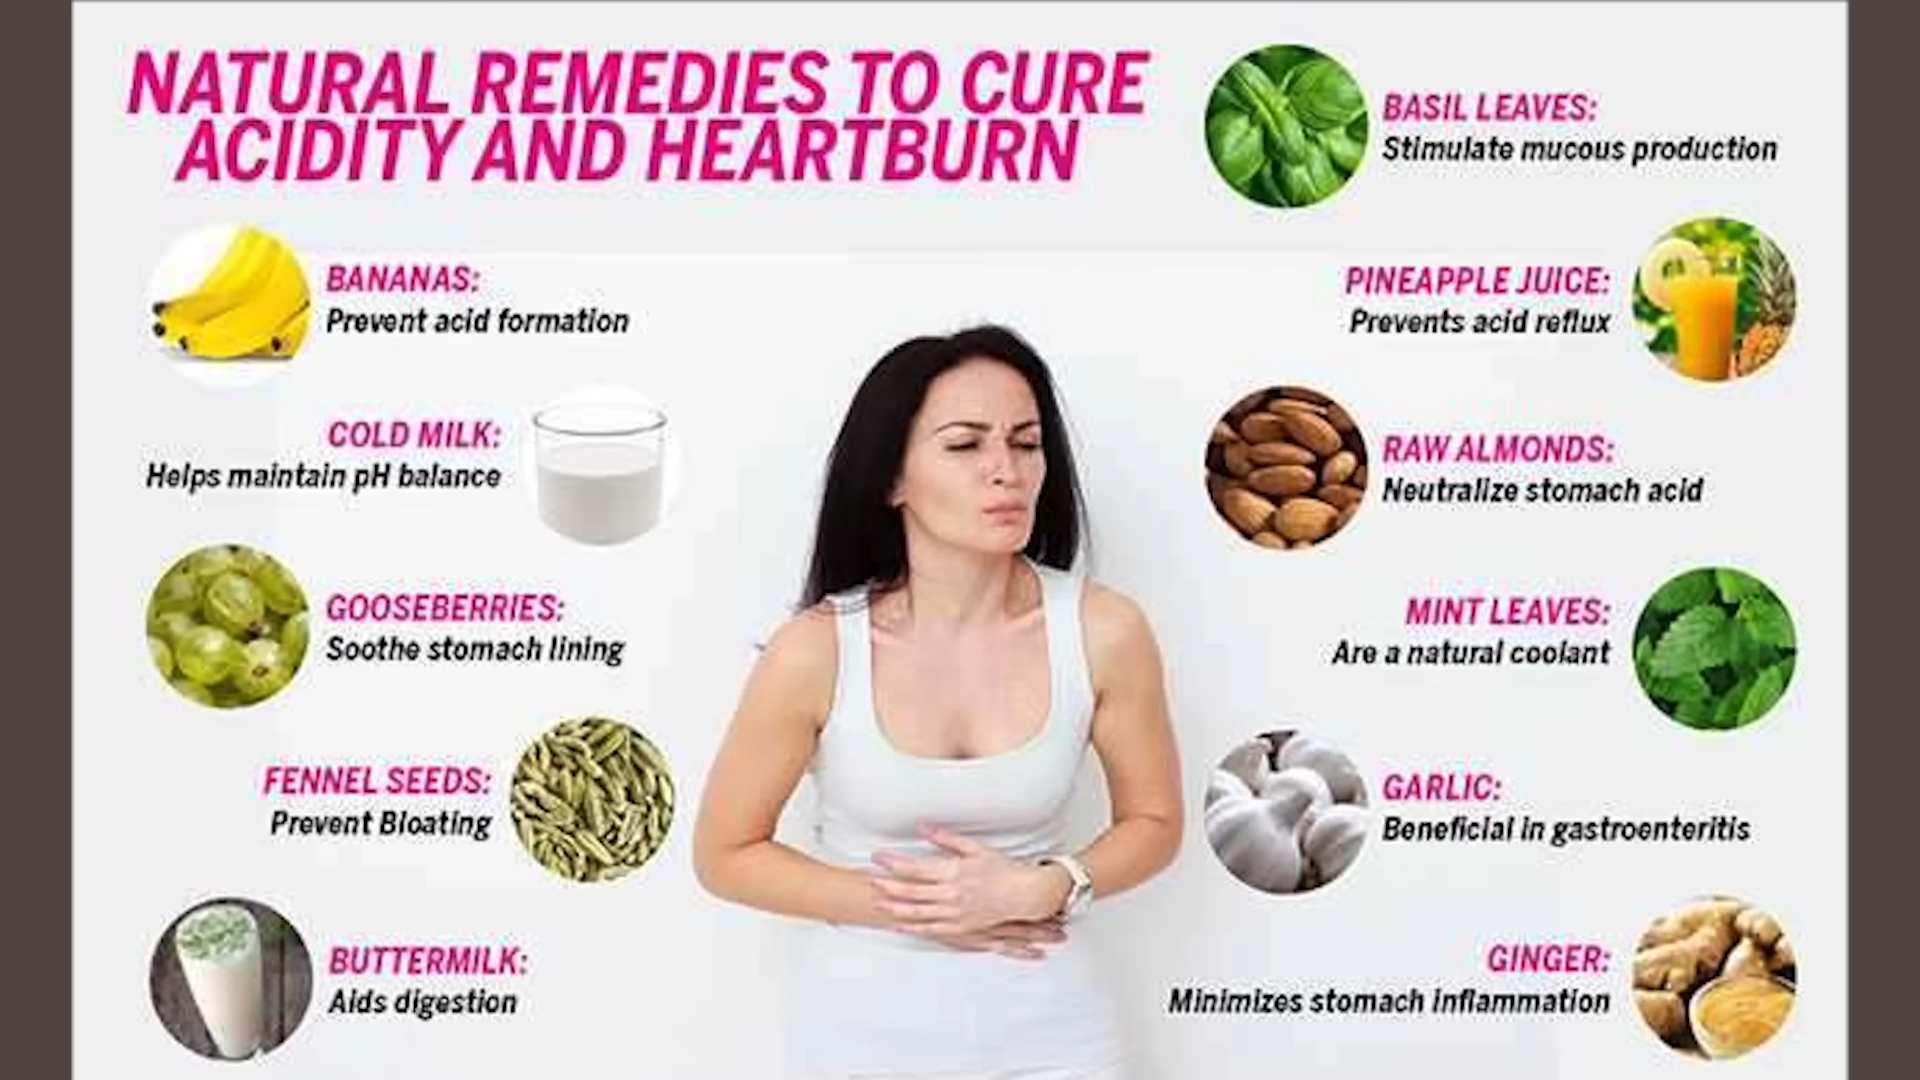 NATURAL REMEDIES TO CURE
ACIDITY AND HEARTBURN
BANANAS:
Prevent acid formation
COLD MILK:
Helps maintain pH balance
GOOSEBERRIES:
Soothe stomach lining
FENNEL SEEDS:
Prevent Bloating
BUTTERMILK:
Aids digestion
BASIL LEAVES:
Stimulate mucous production
PINEAPPLE JUICE:
Prevents acid reflux
RAW ALMONDS:
Neutralize stomach acid
MINT LEAVES:
Are a natural coolant
GARLIC:
Beneficial in gastroenteritis
GINGER:
Minimizes stomach inflammation